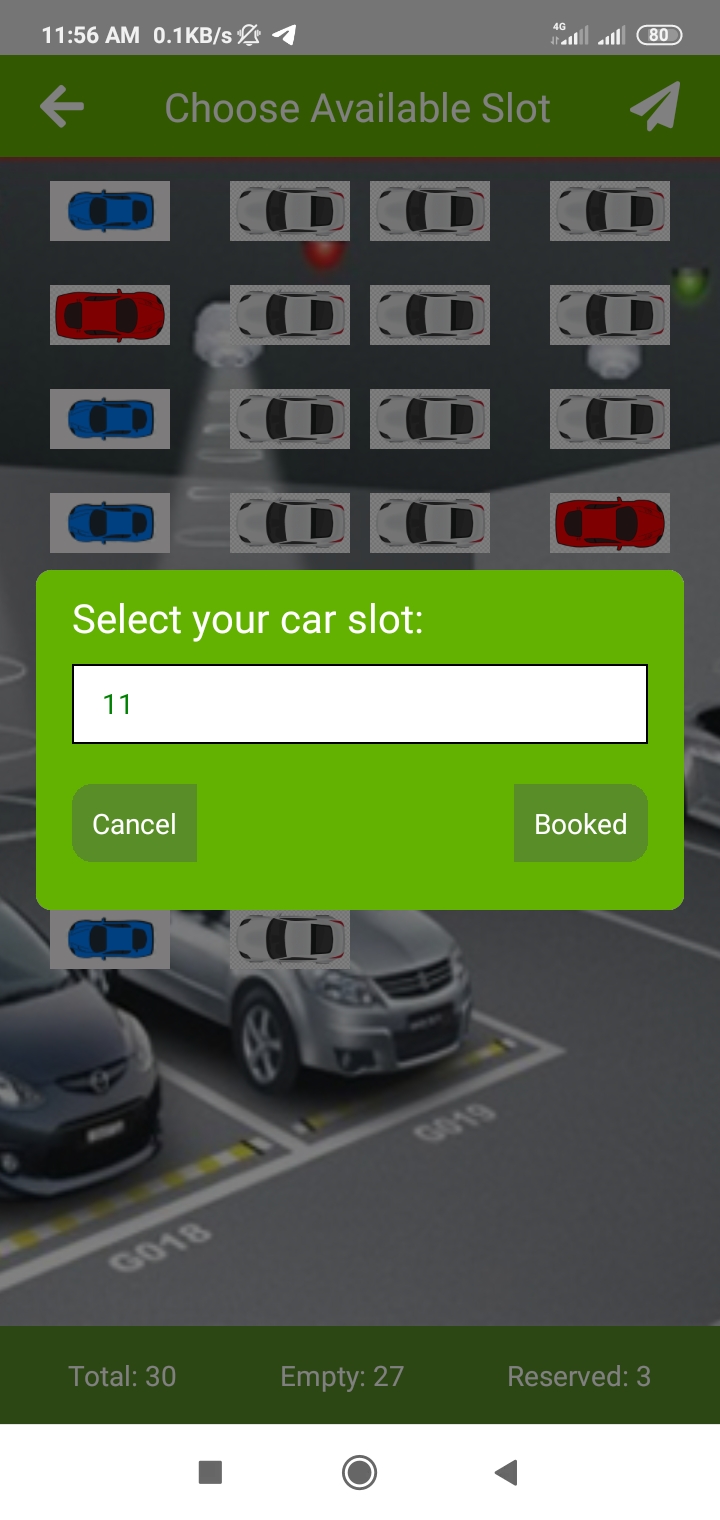 11:56 AM 0.1KB/s 4G 80
Choose Available Slot
Select your car slot:
11
Cancel Booked
G019
G018
Total: 30 Empty: 27 Reserved: 3